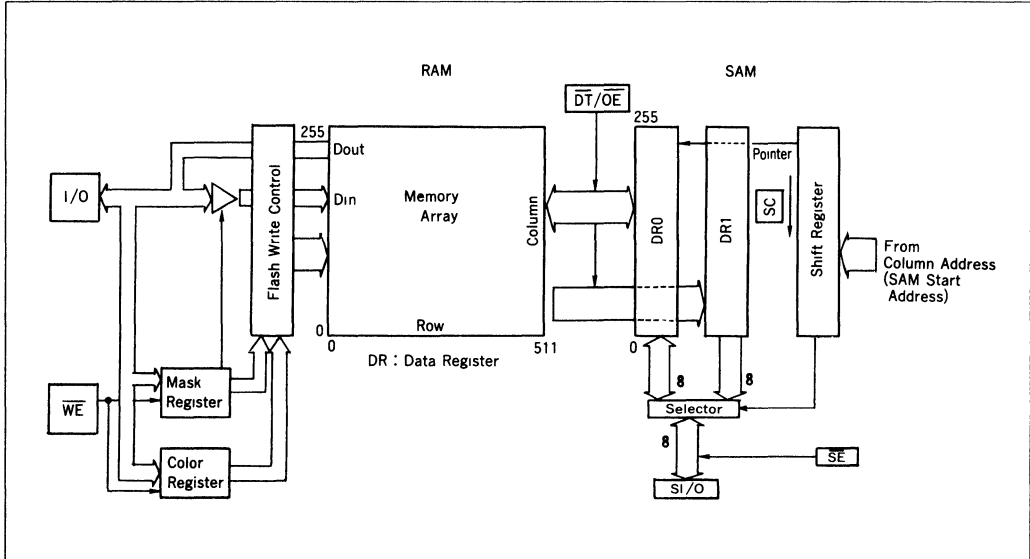 RAM
SAM
DT/OE
255
255
Dout
Din
Memory
Array
Column
Row
0
0
511
0
DR : Data Register
I/O
Flash Write Control
WE
Mask
Register
Color
Register
DR0
DR1
Pointer
SC
Shift Register
From
Column Address
(SAM Start
Address)
8
8
Selector
8
SE
SI/O